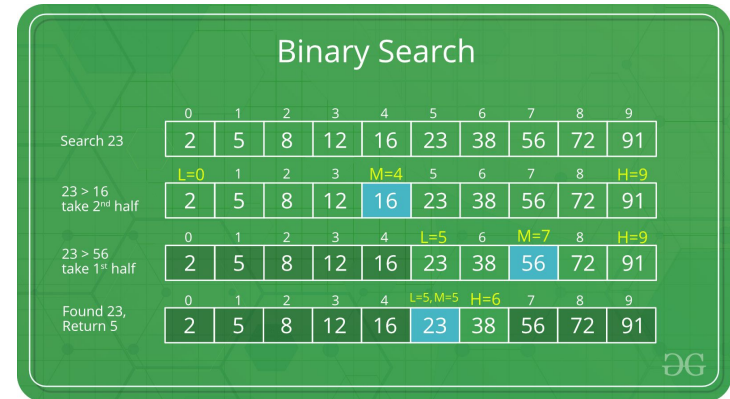 Binary Search
0 1 2 3 4 5 6 7 8 9
Search 23 2 5 8 12 16 23 38 56 72 91
L=0 1 2 3 M=4 5 6 7 8 H=9
23 > 16
take 2nd half 2 5 8 12 16 23 38 56 72 91
0 1 2 3 4 L=5 6 M=7 8 H=9
23 > 56
take 1st half 2 5 8 12 16 23 38 56 72 91
0 1 2 3 4 L=5, M=5 H=6 7 8 9
Found 23,
Return 5 2 5 8 12 16 23 38 56 72 91